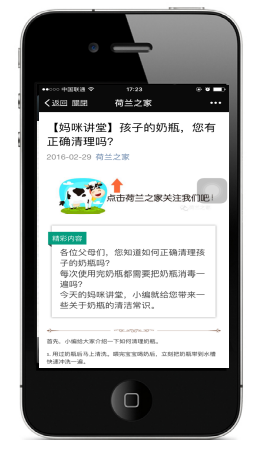 中国联通 17:23
返回 关闭 荷兰之家
【妈咪讲堂】孩子的奶瓶，您有
正确清理吗？
2016-02-29 荷兰之家
点击荷兰之家关注我们吧！
精彩内容
各位父母们，您知道如何正确清理孩
子的奶瓶吗？
每次使用完奶瓶都需要把奶瓶消毒一
遍吗？
今天的妈咪讲堂，小编就给您带来一
些关于奶瓶的清洁常识。
首先，小编给大家介绍一下如何清理奶瓶。
1.用过奶瓶后马上清洗。喂完宝宝喝奶后，立刻把奶瓶带到水槽
快速冲洗一遍。